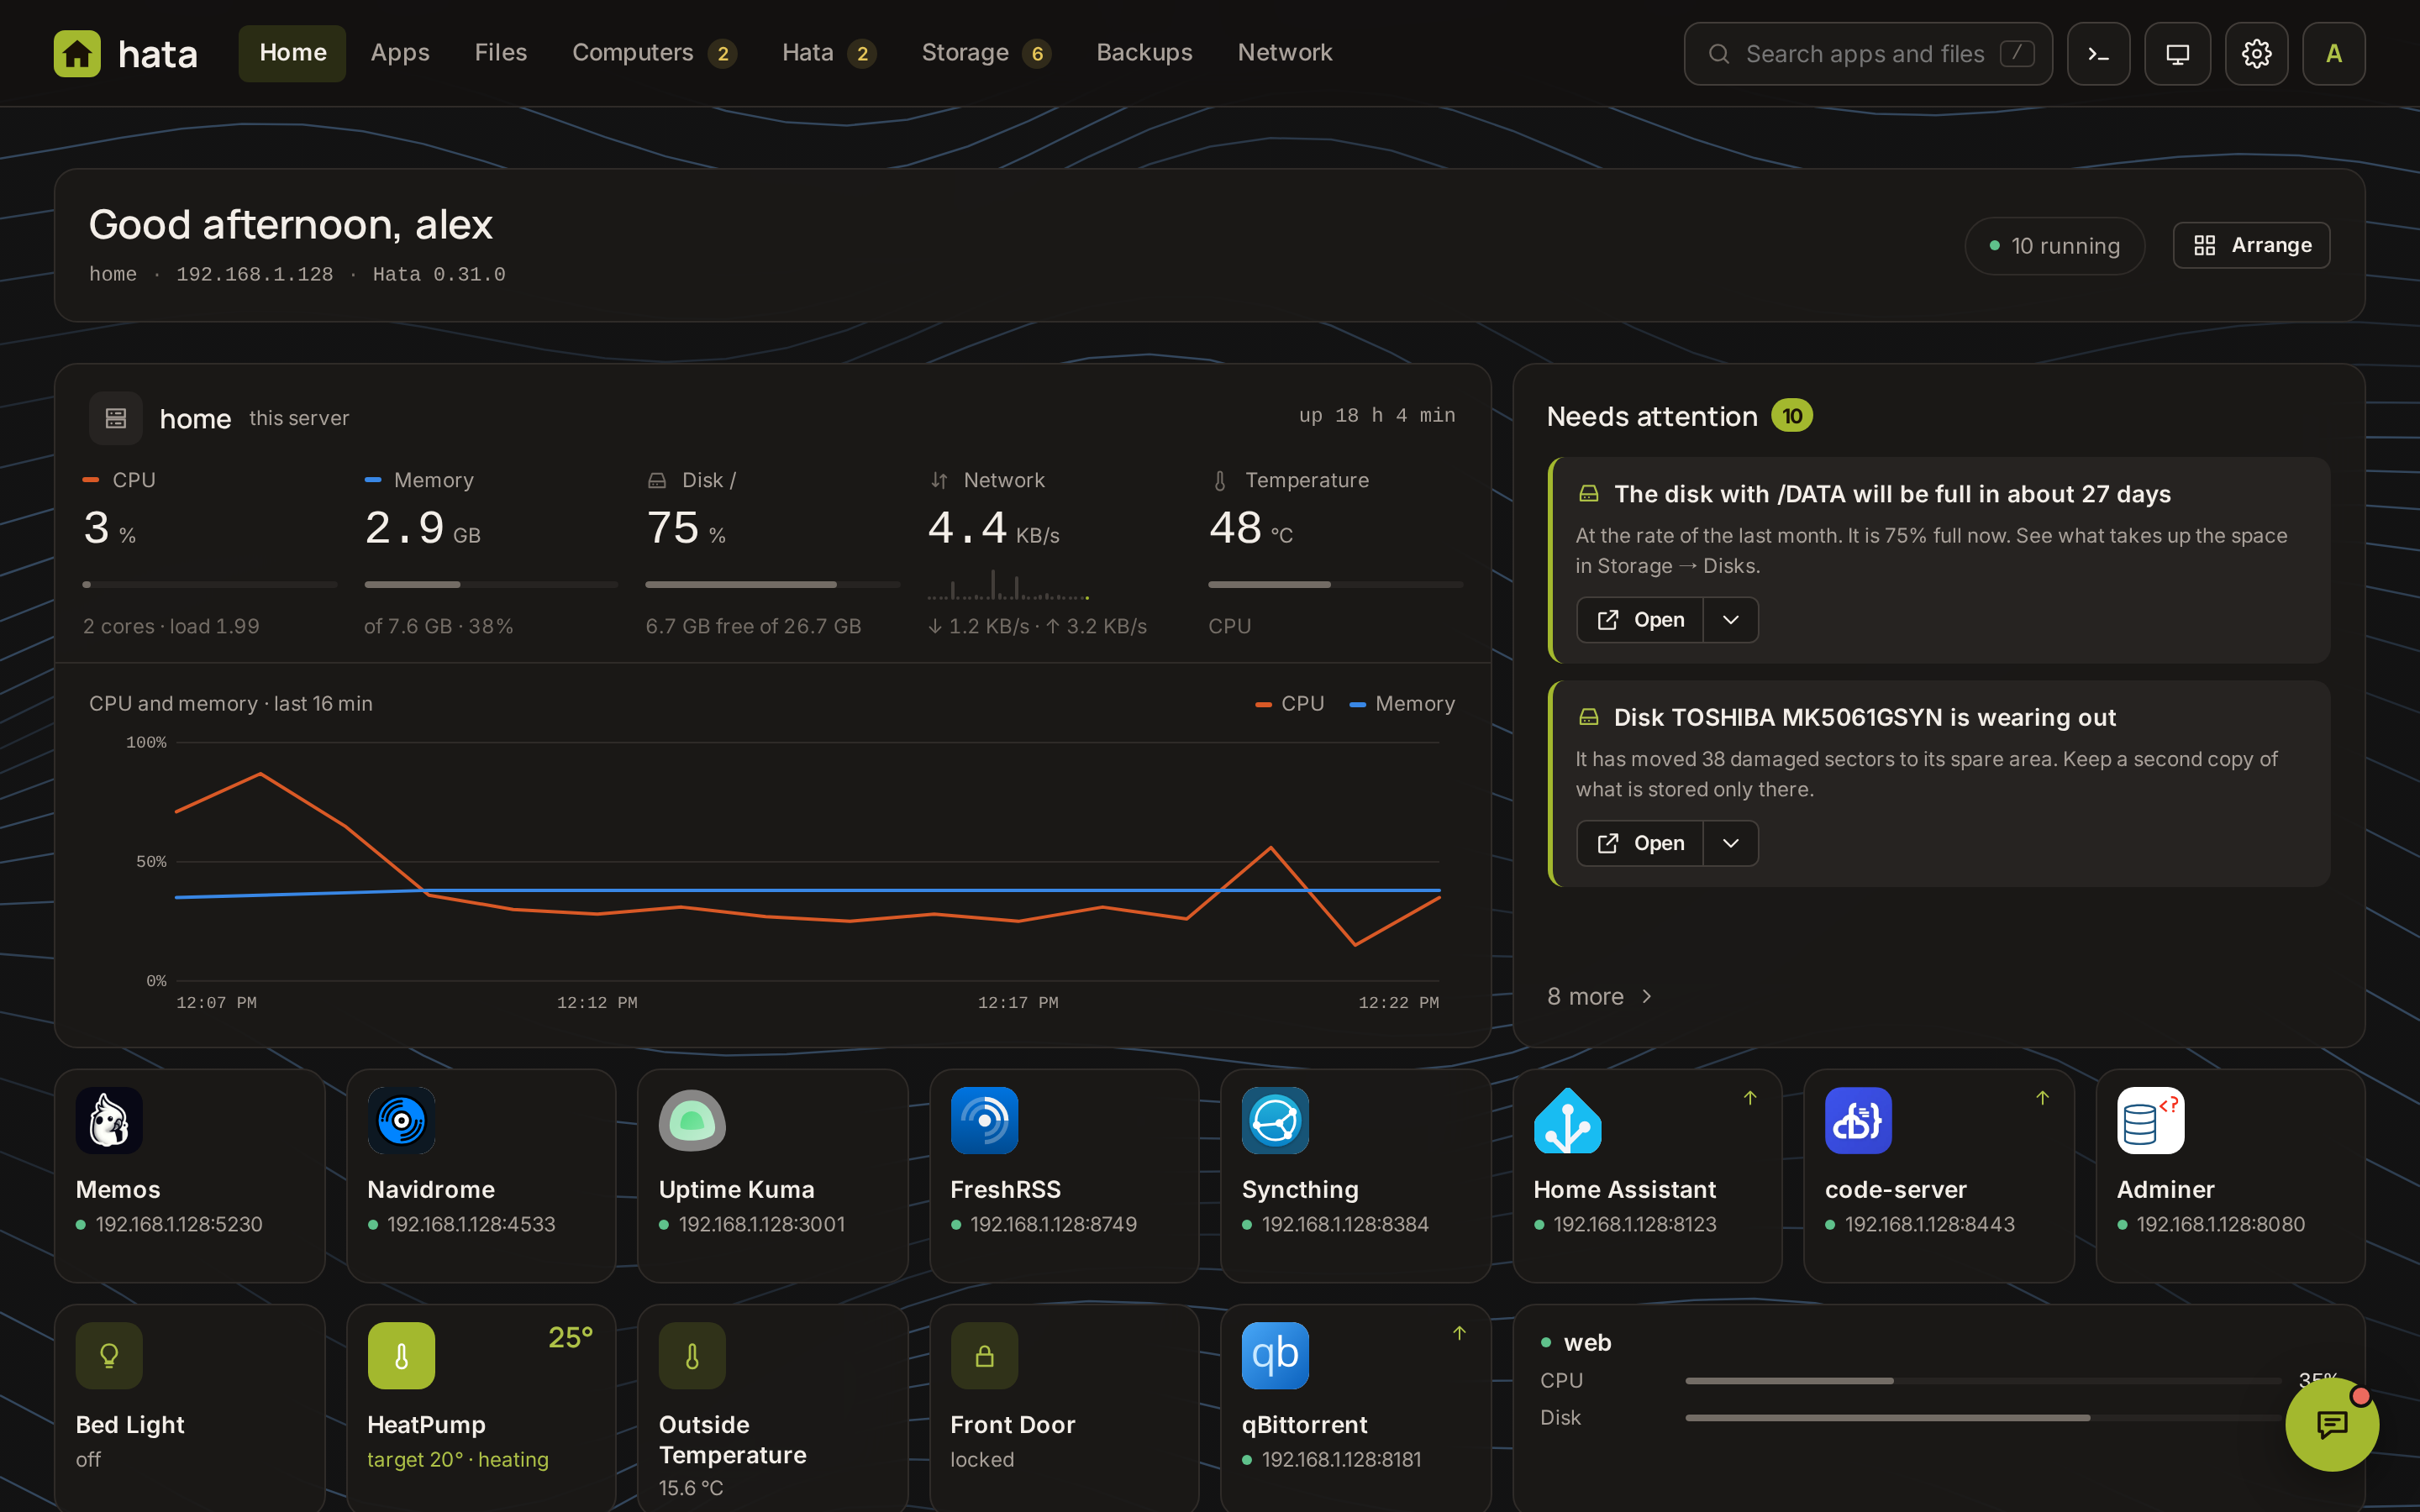 hata
Home
Apps
Files
Computers 2
Hata 2
Storage 6
Backups
Network
Search apps and files /
A
Good afternoon, alex
home · 192.168.1.128 · Hata 0.31.0
10 running
Arrange
home this server
up 18 h 4 min
CPU
3 %
2 cores · load 1.99
Memory
2.9 GB
of 7.6 GB · 38%
Disk /
75 %
6.7 GB free of 26.7 GB
Network
4.4 KB/s
↓ 1.2 KB/s · ↑ 3.2 KB/s
Temperature
48 °C
CPU
CPU and memory · last 16 min
CPU
Memory
100%
50%
0%
12:07 PM
12:12 PM
12:17 PM
12:22 PM
Needs attention 10
The disk with /DATA will be full in about 27 days
At the rate of the last month. It is 75% full now. See what takes up the space
in Storage → Disks.
Open
Disk TOSHIBA MK5061GSYN is wearing out
It has moved 38 damaged sectors to its spare area. Keep a second copy of
what is stored only there.
Open
8 more
Memos
192.168.1.128:5230
Navidrome
192.168.1.128:4533
Uptime Kuma
192.168.1.128:3001
FreshRSS
192.168.1.128:8749
Syncthing
192.168.1.128:8384
Home Assistant
192.168.1.128:8123
code-server
192.168.1.128:8443
<?
Adminer
192.168.1.128:8080
Bed Light
off
25°
HeatPump
target 20° · heating
Outside
Temperature
15.6 °C
Front Door
locked
qb
qBittorrent
192.168.1.128:8181
web
CPU
Disk